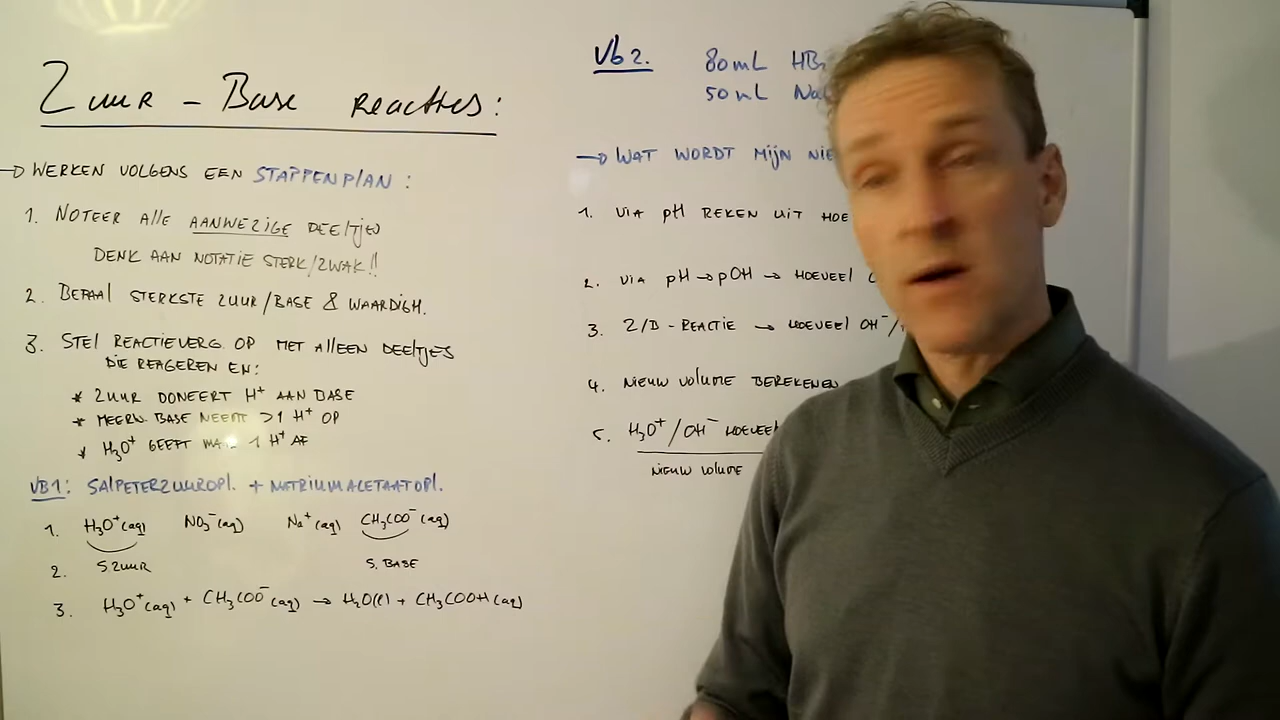 Zuur - Base reacties:
→ WERKEN VOLGENS EEN STAPPENPLAN :
1. NOTEER Alle AANWEZIGE DEELTJES
DENK AAN NOTATIE STERK/ZWAK!!
2. BEPAAL STERKSTE ZUUR/BASE & WAARDIGH.
3. STEL REACTIEVERG. OP MET ALLEEN DEELTJES
DIE REAGEREN EN:
* ZUUR DONEERT H⁺ AAN BASE
* MEERW. BASE NEEMT >1 H⁺ OP
* H₃O⁺ GEEFT 1 H⁺ AF
VB1: SALPETERZUUROPL. + NATRIUMACETAATOPL.
1. H₃O⁺(aq) NO₃⁻(aq) Na⁺(aq) CH₃COO⁻(aq)
2. S. ZUUR S. BASE
3. H₃O⁺(aq) + CH₃COO⁻(aq) → H₂O(l) + CH₃COOH(aq)
Vb2. 80mL
50mL
→ WAT WORDT Mijn
1. VIA pH REKEN UIT
2. VIA pH → pOH → HOEVEEL
3. Z/B - REACTIE → HOEVEEL OH⁻/
4. NIEUW VOLUME BEREKENEN
5. H₃O⁺/OH⁻ HOEVEEL
NIEUW VOLUME